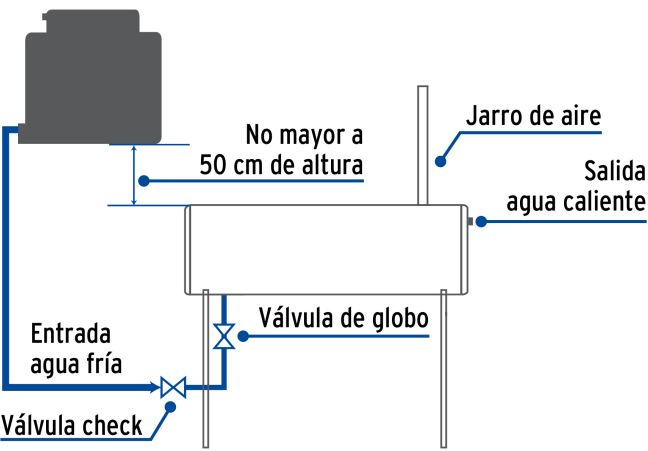 No mayor a
50 cm de altura
Jarro de aire
Salida
agua caliente
Válvula de globo
Entrada
agua fría
Válvula check